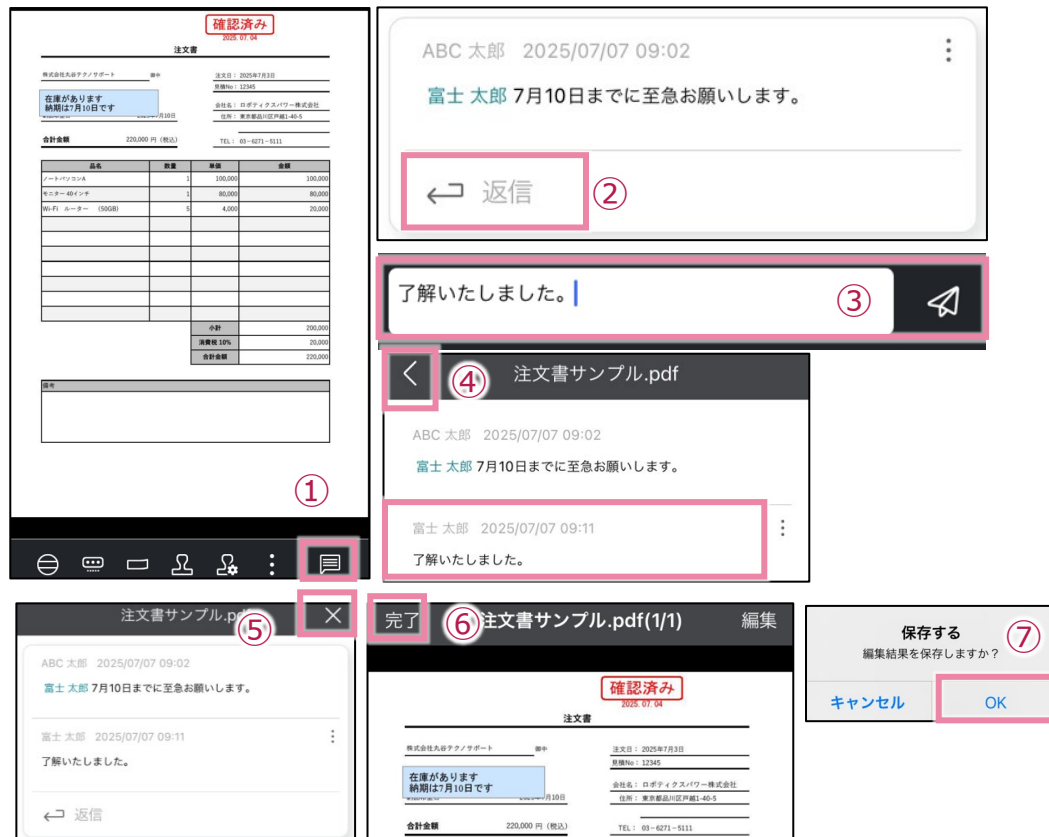 確認済み
2025.07.04
注文書
株式会社丸谷テクノサポート 御中
注文日： 2025年7月3日
見積No： 12345
在庫があります
納期は7月10日です
月10日
会社名： ロボティクスパワー株式会社
住所： 東京都品川区戸越1-40-5
合計金額 220,000 円（税込）
TEL： 03-6271-5111
品名 数量 単価 金額
ノートパソコンA 1 100,000 100,000
モニター 40インチ 1 80,000 80,000
Wi-Fi ルーター (50GB) 5 4,000 20,000
小計 200,000
消費税 10% 20,000
合計金額 220,000
備考
①
ABC 太郎 2025/07/07 09:02
富士 太郎 7月10日までに至急お願いします。
返信 ②
了解いたしました。 ③
④ 注文書サンプル.pdf
ABC 太郎 2025/07/07 09:02
富士 太郎 7月10日までに至急お願いします。
富士 太郎 2025/07/07 09:11
了解いたしました。
注文書サンプル.p ⑤
ABC 太郎 2025/07/07 09:02
富士 太郎 7月10日までに至急お願いします。
富士 太郎 2025/07/07 09:11
了解いたしました。
返信
完了 ⑥ 注文書サンプル.pdf(1/1) 編集
確認済み
2025.07.04
注文書
株式会社丸谷テクノサポート 御中
注文日： 2025年7月3日
見積No： 12345
在庫があります
納期は7月10日です
月10日
会社名： ロボティクスパワー株式会社
住所： 東京都品川区戸越1-40-5
合計金額 220,000 円（税込）
TEL： 03-6271-5111
保存する ⑦
編集結果を保存しますか？
キャンセル OK